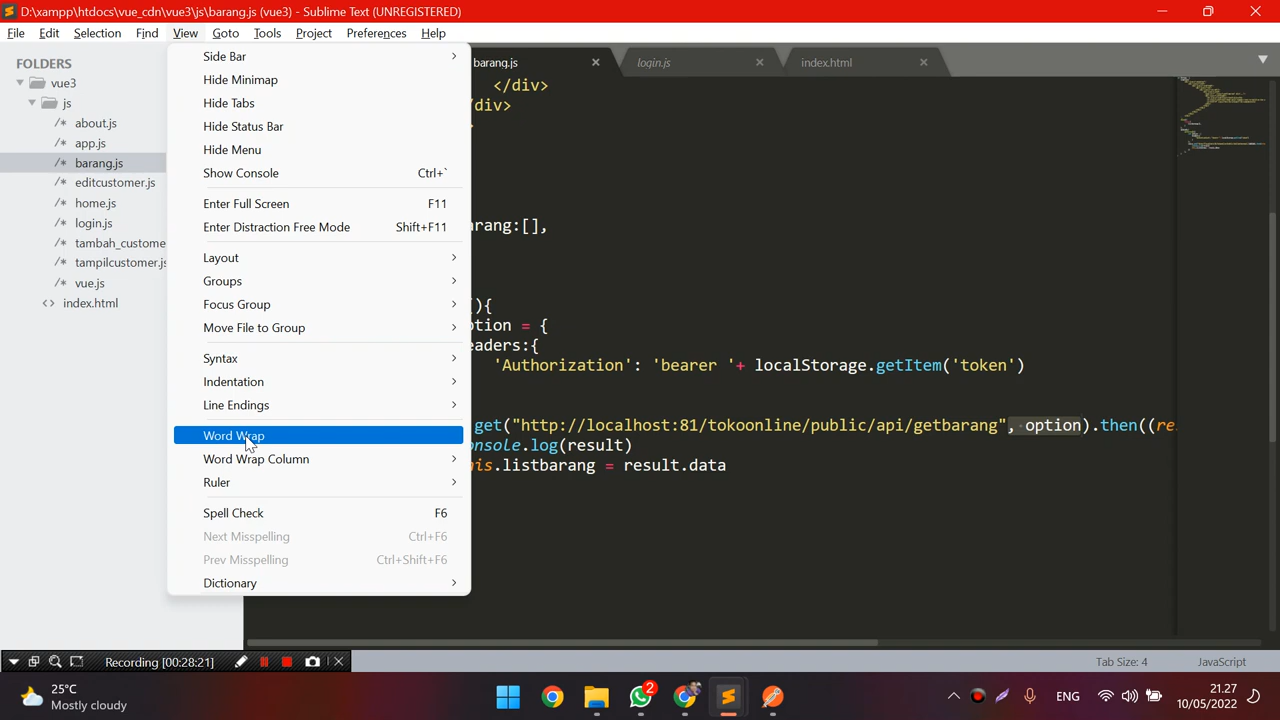 D:\xampp\htdocs\vue_cdn\vue3\js\barang.js (vue3) - Sublime Text (UNREGISTERED)
File Edit Selection Find View Goto Tools Project Preferences Help
FOLDERS
vue3
js
/* about.js
/* app.js
/* barang.js
/* editcustomer.js
/* home.js
/* login.js
/* tambah_custome
/* tampilcustomer.js
/* vue.js
<> index.html
Side Bar
Hide Minimap
Hide Tabs
Hide Status Bar
Hide Menu
Show Console Ctrl+`
Enter Full Screen F11
Enter Distraction Free Mode Shift+F11
Layout
Groups
Focus Group
Move File to Group
Syntax
Indentation
Line Endings
Word Wrap
Word Wrap Column
Ruler
Spell Check F6
Next Misspelling Ctrl+F6
Prev Misspelling Ctrl+Shift+F6
Dictionary
barang.js login.js index.html
</div>
/div>
>
arang:[],
(){
otion = {
eaders:{
'Authorization': 'bearer '+ localStorage.getItem('token')
get("http://localhost:81/tokoonline/public/api/getbarang", option).then((re
onsole.log(result)
nis.listbarang = result.data
Recording [00:28:21]
Tab Size: 4 JavaScript
25°C
Mostly cloudy
2
ENG
21.27
10/05/2022